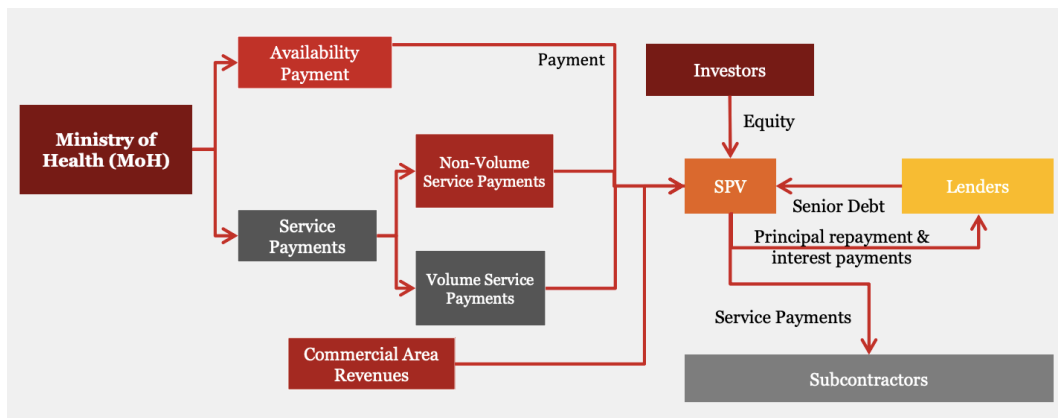 Availability
Payment
Payment
Investors
Ministry of
Health (MoH)
Equity
Non-Volume
Service Payments
SPV
Lenders
Senior Debt
Service
Payments
Principal repayment &
interest payments
Volume Service
Payments
Service Payments
Commercial Area
Revenues
Subcontractors